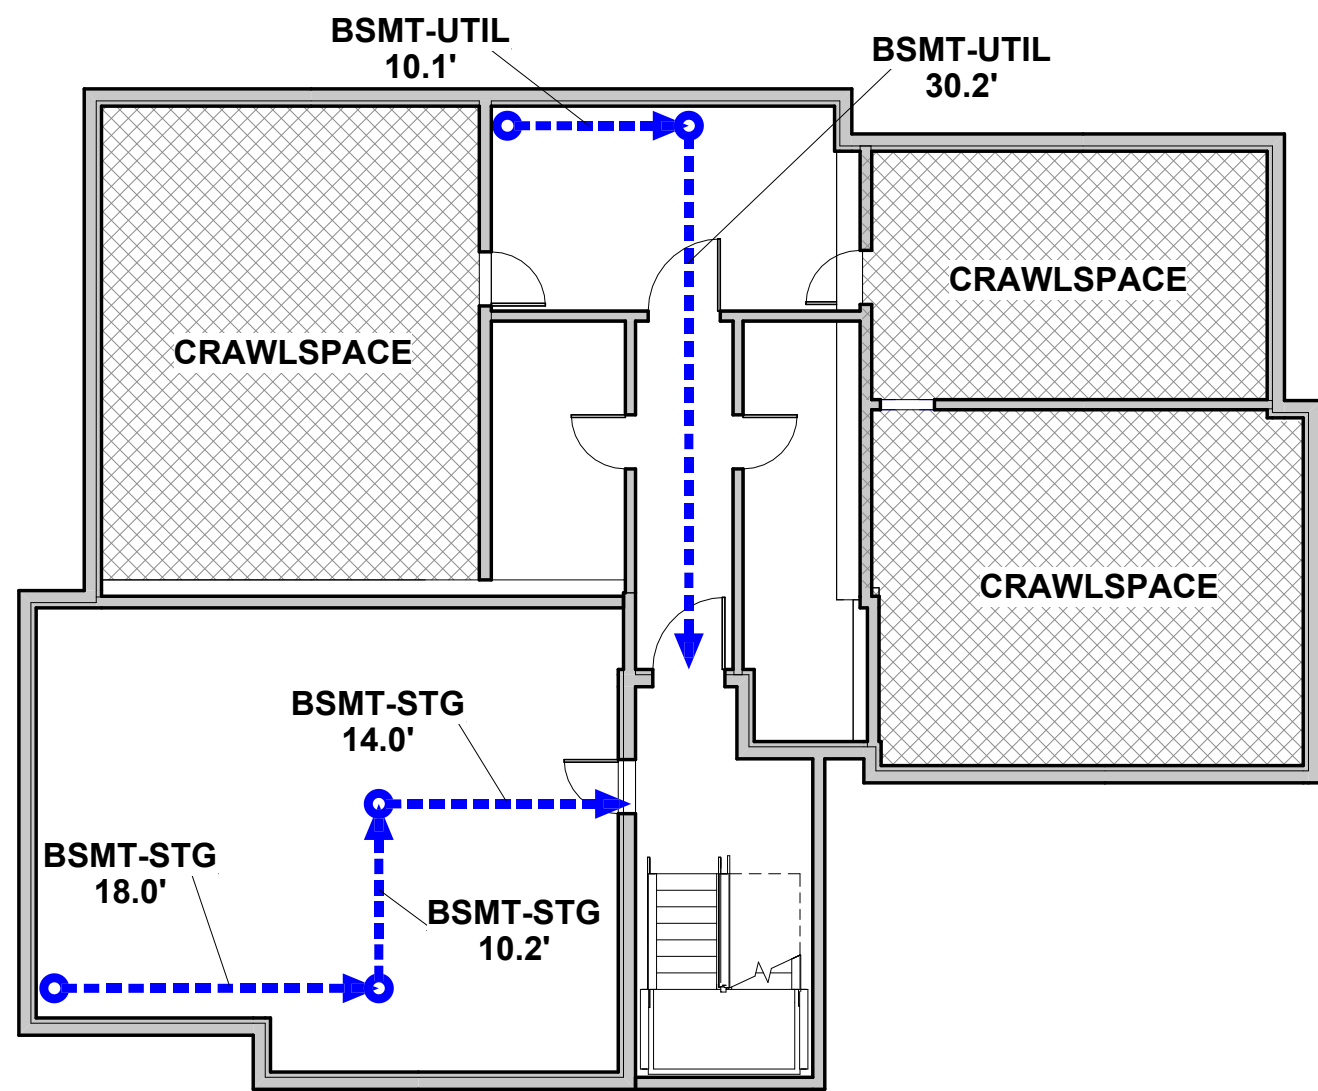 BSMT-UTIL
10.1'
BSMT-UTIL
30.2'
CRAWLSPACE
CRAWLSPACE
CRAWLSPACE
BSMT-STG
14.0'
BSMT-STG
18.0'
BSMT-STG
10.2'